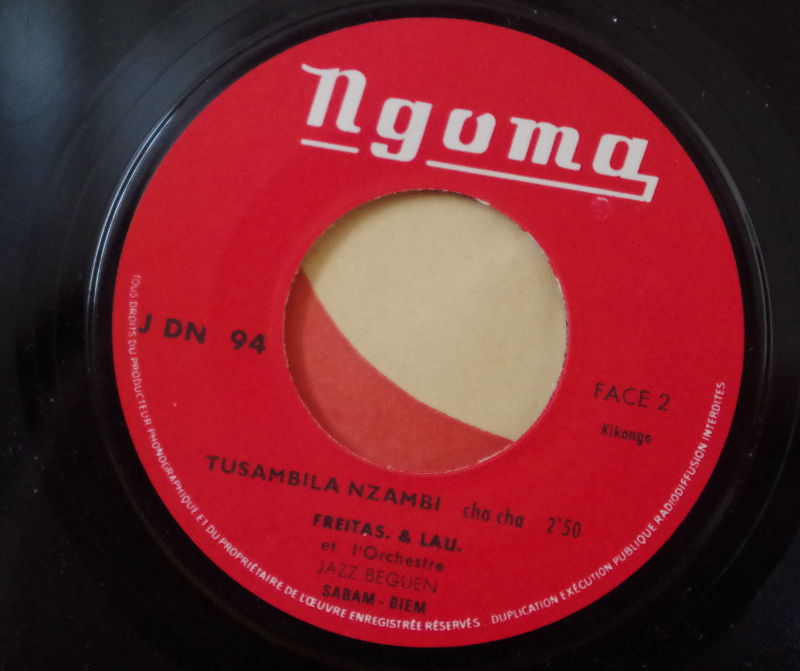 Ngoma
J DN 94
FACE 2
Kikongo
TUSAMBILA NZAMBI cha cha 2'50
FREITAS. & LAU.
et l'Orchestre
JAZZ BEGUEN
SABAM - BIEM
TOUS DROITS DU PRODUCTEUR PHONOGRAPHIQUE ET DU PROPRIÉTAIRE DE L'ŒUVRE ENREGISTRÉE RÉSERVÉS. DUPLICATION EXÉCUTION PUBLIQUE RADIODIFFUSION INTERDITES